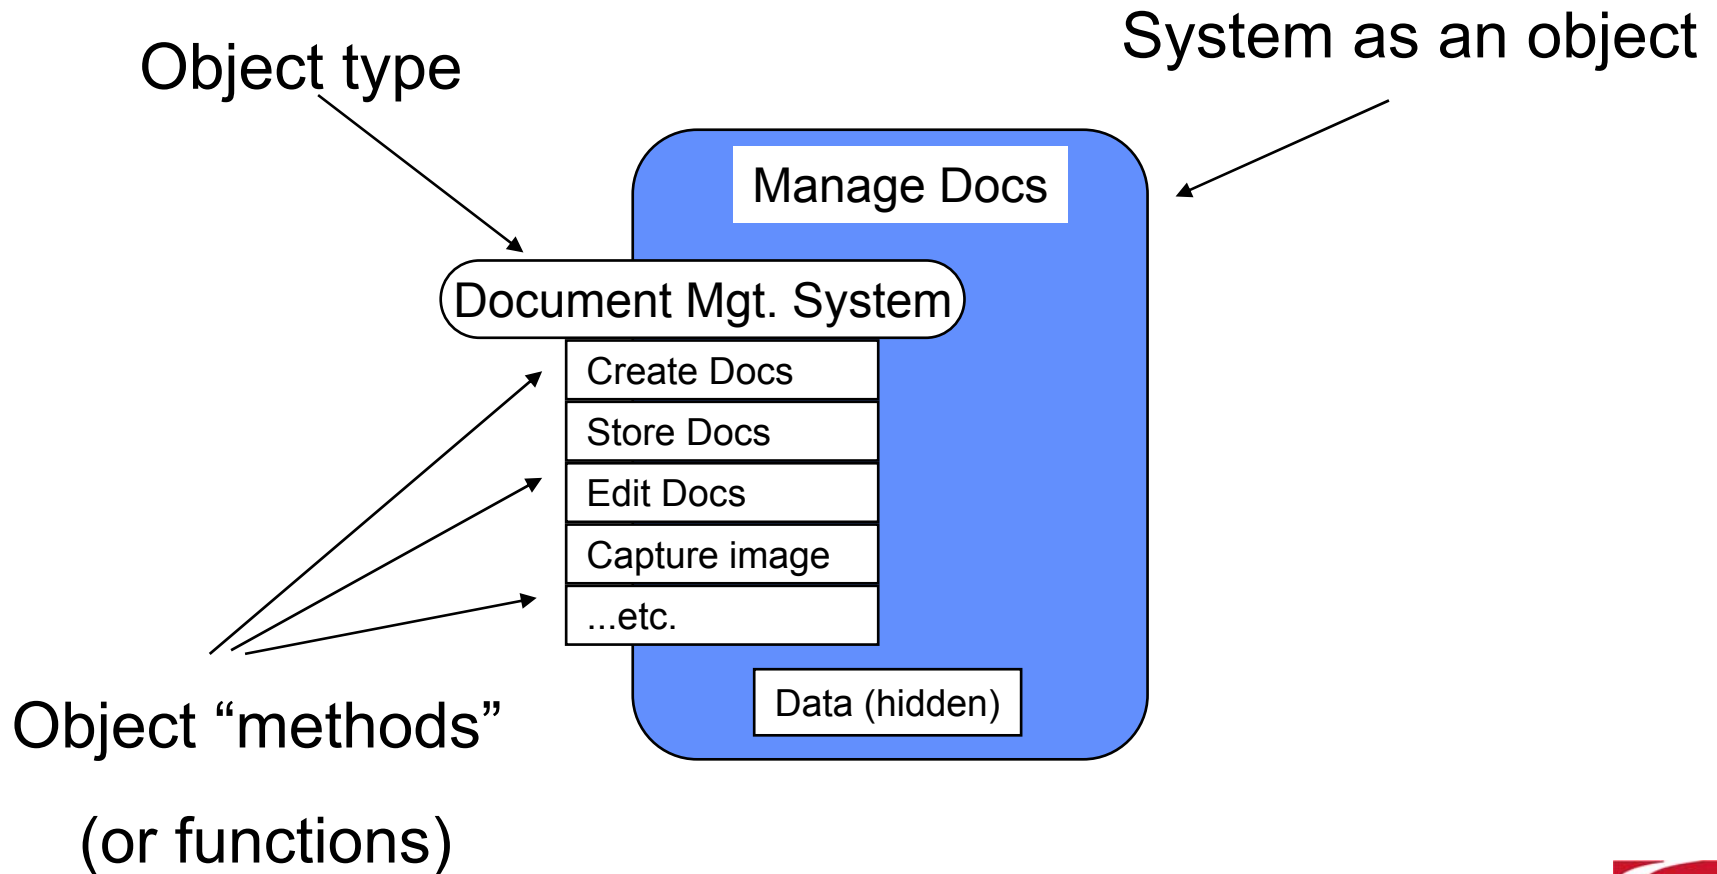 System as an object
Object type
Manage Docs
Document Mgt. System
Create Docs
Store Docs
Edit Docs
Capture image
...etc.
Data (hidden)
Object “methods”
(or functions)